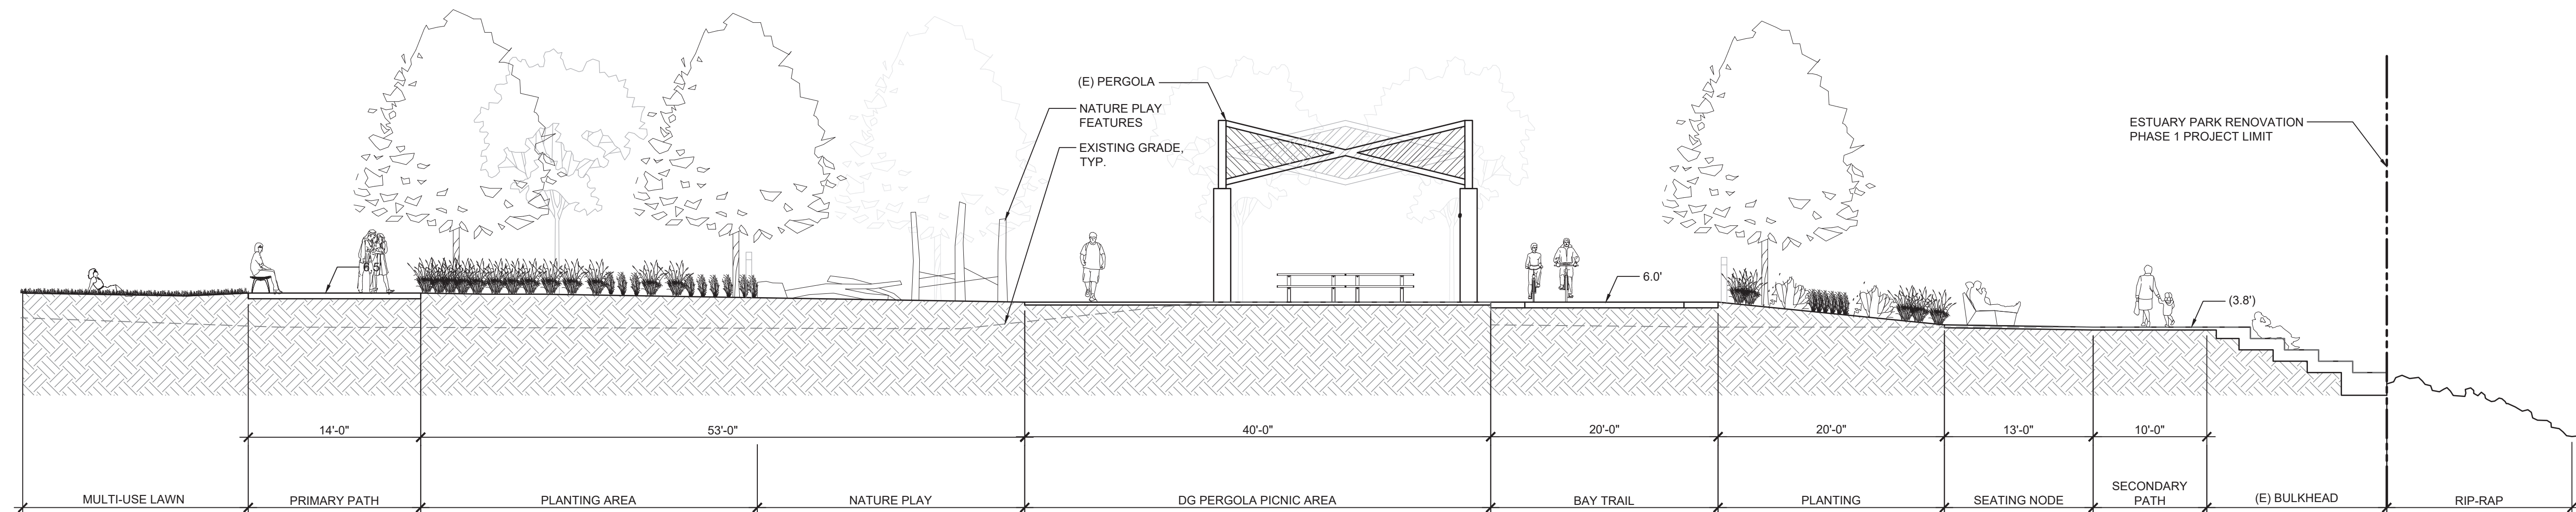 (E) PERGOLA
NATURE PLAY
FEATURES
EXISTING GRADE,
TYP.
ESTUARY PARK RENOVATION
PHASE 1 PROJECT LIMIT
6.0'
(3.8')
14'-0"
53'-0"
40'-0"
20'-0"
20'-0"
13'-0"
10'-0"
MULTI-USE LAWN
PRIMARY PATH
PLANTING AREA
NATURE PLAY
DG PERGOLA PICNIC AREA
BAY TRAIL
PLANTING
SEATING NODE
SECONDARY
PATH
(E) BULKHEAD
RIP-RAP